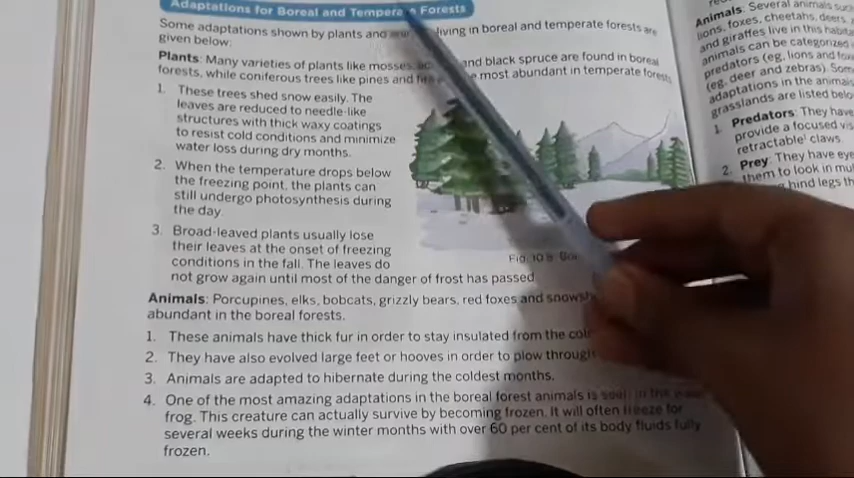 Adaptations for Boreal and Temperate Forests
Some adaptations shown by plants and living in boreal and temperate forests are
given below:
Plants: Many varieties of plants like mosses, and black spruce are found in boreal
forests, while coniferous trees like pines and most abundant in temperate forests
1. These trees shed snow easily. The
leaves are reduced to needle-like
structures with thick waxy coatings
to resist cold conditions and minimize
water loss during dry months.
2. When the temperature drops below
the freezing point, the plants can
still undergo photosynthesis during
the day.
3. Broad-leaved plants usually lose
their leaves at the onset of freezing
conditions in the fall. The leaves do
not grow again until most of the danger of frost has passed.
Fig. 10.8
Animals: Porcupines, elks, bobcats, grizzly bears, red foxes and
abundant in the boreal forests.
1. These animals have thick fur in order to stay insulated from the
2. They have also evolved large feet or hooves in order to plow through
3. Animals are adapted to hibernate during the coldest months.
4. One of the most amazing adaptations in the boreal forest animals is seen in the
frog. This creature can actually survive by becoming frozen. It will often freeze for
several weeks during the winter months with over 60 per cent of its body fluids fully
frozen.
Animals: Several animals
lions, foxes, cheetahs, deers,
and giraffes live in this
animals can be categorized
predators (eg, lions and
(eg. deer and zebras).
adaptations in the
grasslands are listed
1. Predators: They have
provide a focused
retractable claws.
2. Prey: They have
them to look in
hind legs